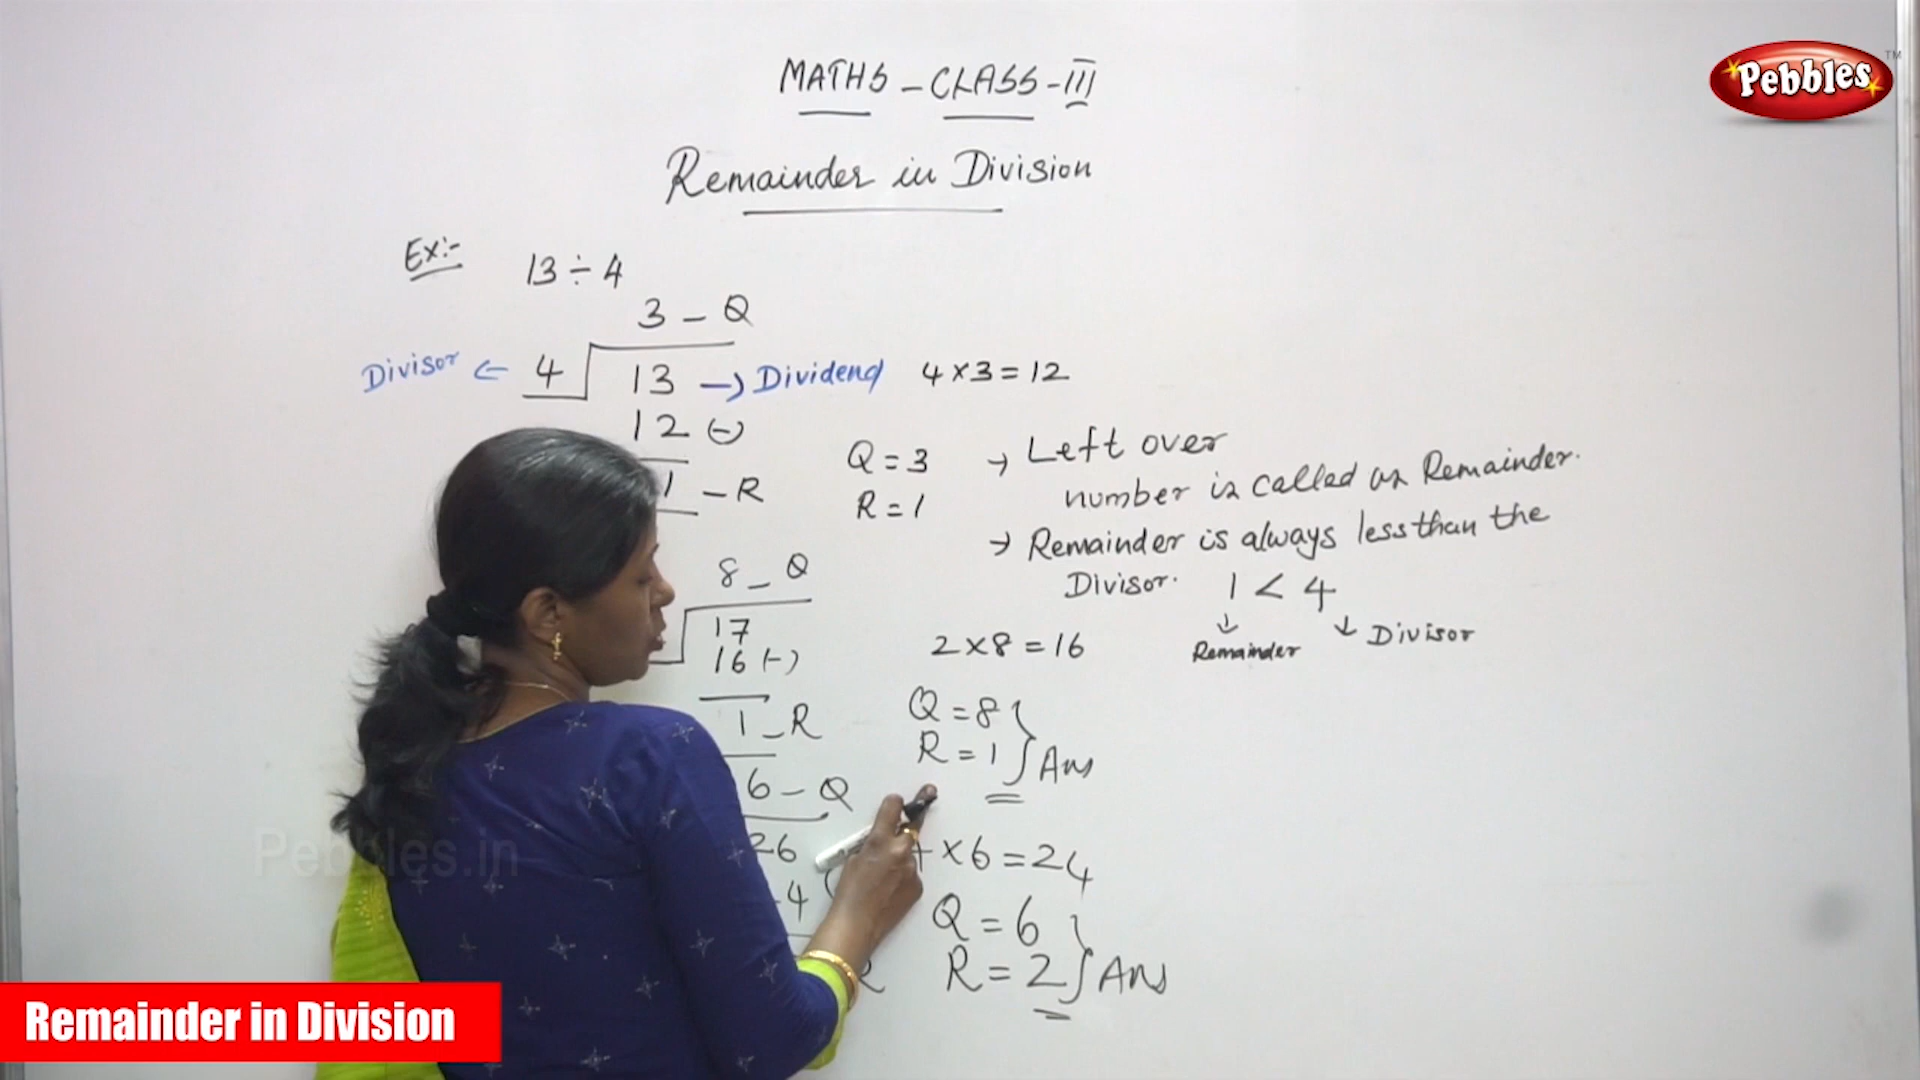 MATHS - CLASS - III
Pebbles TM
Remainder in Division
Ex:-
13 ÷ 4
3 - Q
Divisor ← 4 13 → Dividend 4 × 3 = 12
12 (-)
1 - R
Q = 3
R = 1
→ Left over
number is called as Remainder.
→ Remainder is always less than the
Divisor. 1 < 4
↓ Remainder ↓ Divisor
8 - Q
17
16 (-)
1 - R
2 × 8 = 16
Q = 8
R = 1 } Ans
6 - Q
26
4
× 6 = 24
Q = 6
R = 2 } Ans
R
Pebbles.in
Remainder in Division